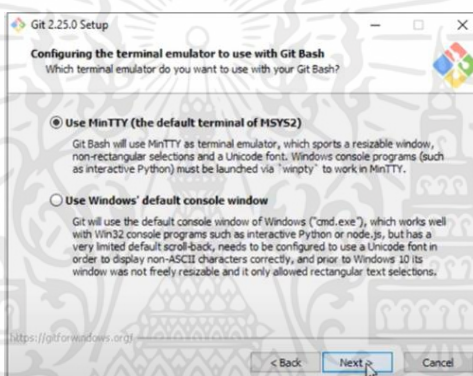 Git 2.25.0 Setup
Configuring the terminal emulator to use with Git Bash
Which terminal emulator do you want to use with your Git Bash?
Use MinTTY (the default terminal of MSYS2)
Git Bash will use MinTTY as terminal emulator, which sports a resizable window,
non-rectangular selections and a Unicode font. Windows console programs (such
as interactive Python) must be launched via `winpty` to work in MinTTY.
Use Windows' default console window
Git will use the default console window of Windows ("cmd.exe"), which works well
with Win32 console programs such as interactive Python or node.js, but has a
very limited default scroll-back, needs to be configured to use a Unicode font in
order to display non-ASCII characters correctly, and prior to Windows 10 its
window was not freely resizable and it only allowed rectangular text selections.
https://gitforwindows.org/
< Back Next > Cancel